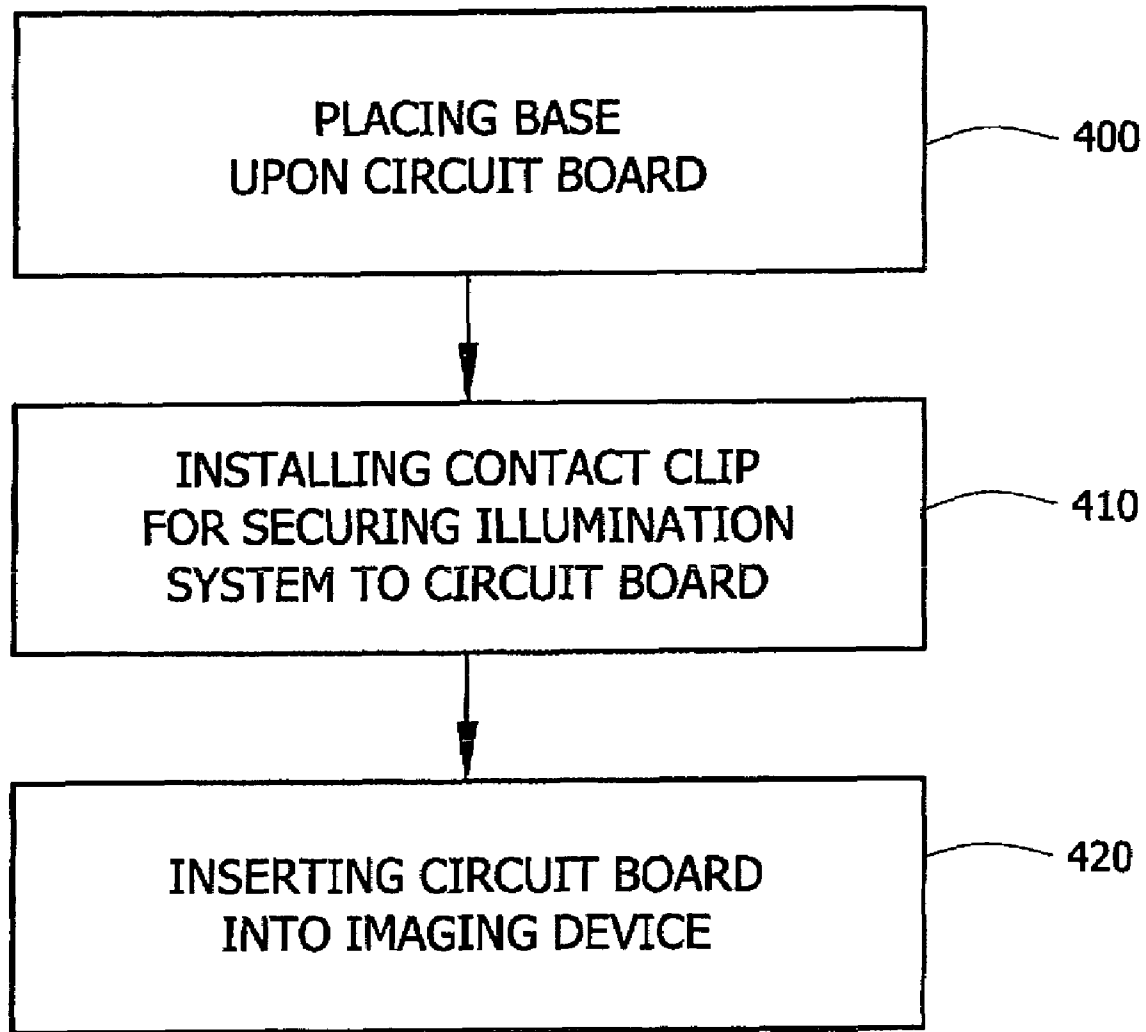 PLACING BASE
UPON CIRCUIT BOARD
400
INSTALLING CONTACT CLIP
FOR SECURING ILLUMINATION
SYSTEM TO CIRCUIT BOARD
410
INSERTING CIRCUIT BOARD
INTO IMAGING DEVICE
420